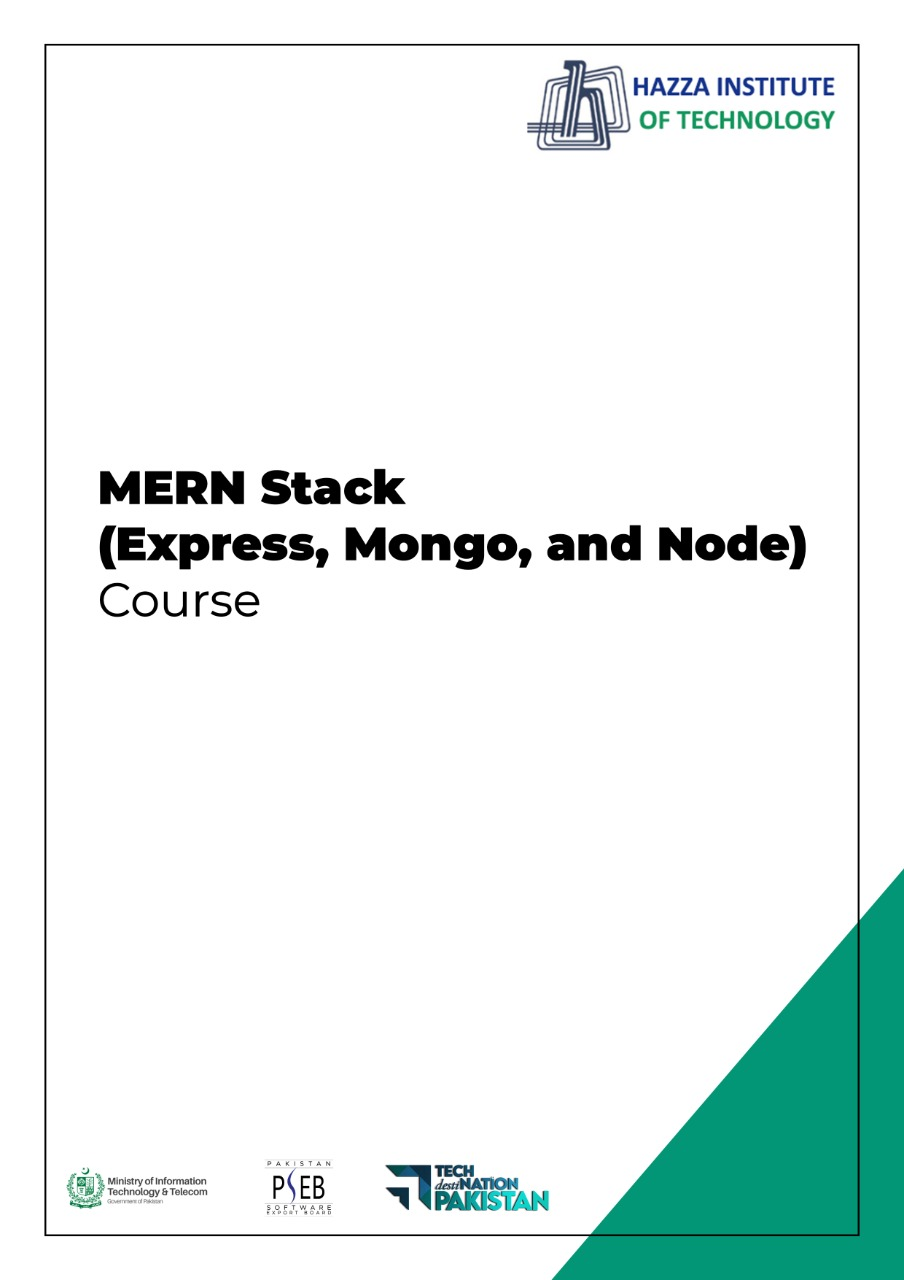 HAZZA INSTITUTE
OF TECHNOLOGY
MERN Stack
(Express, Mongo, and Node)
Course
Ministry of Information
Technology & Telecom
Government of Pakistan
PAKISTAN
PSEB
SOFTWARE
EXPORT BOARD
TECH
destiNATION
PAKISTAN